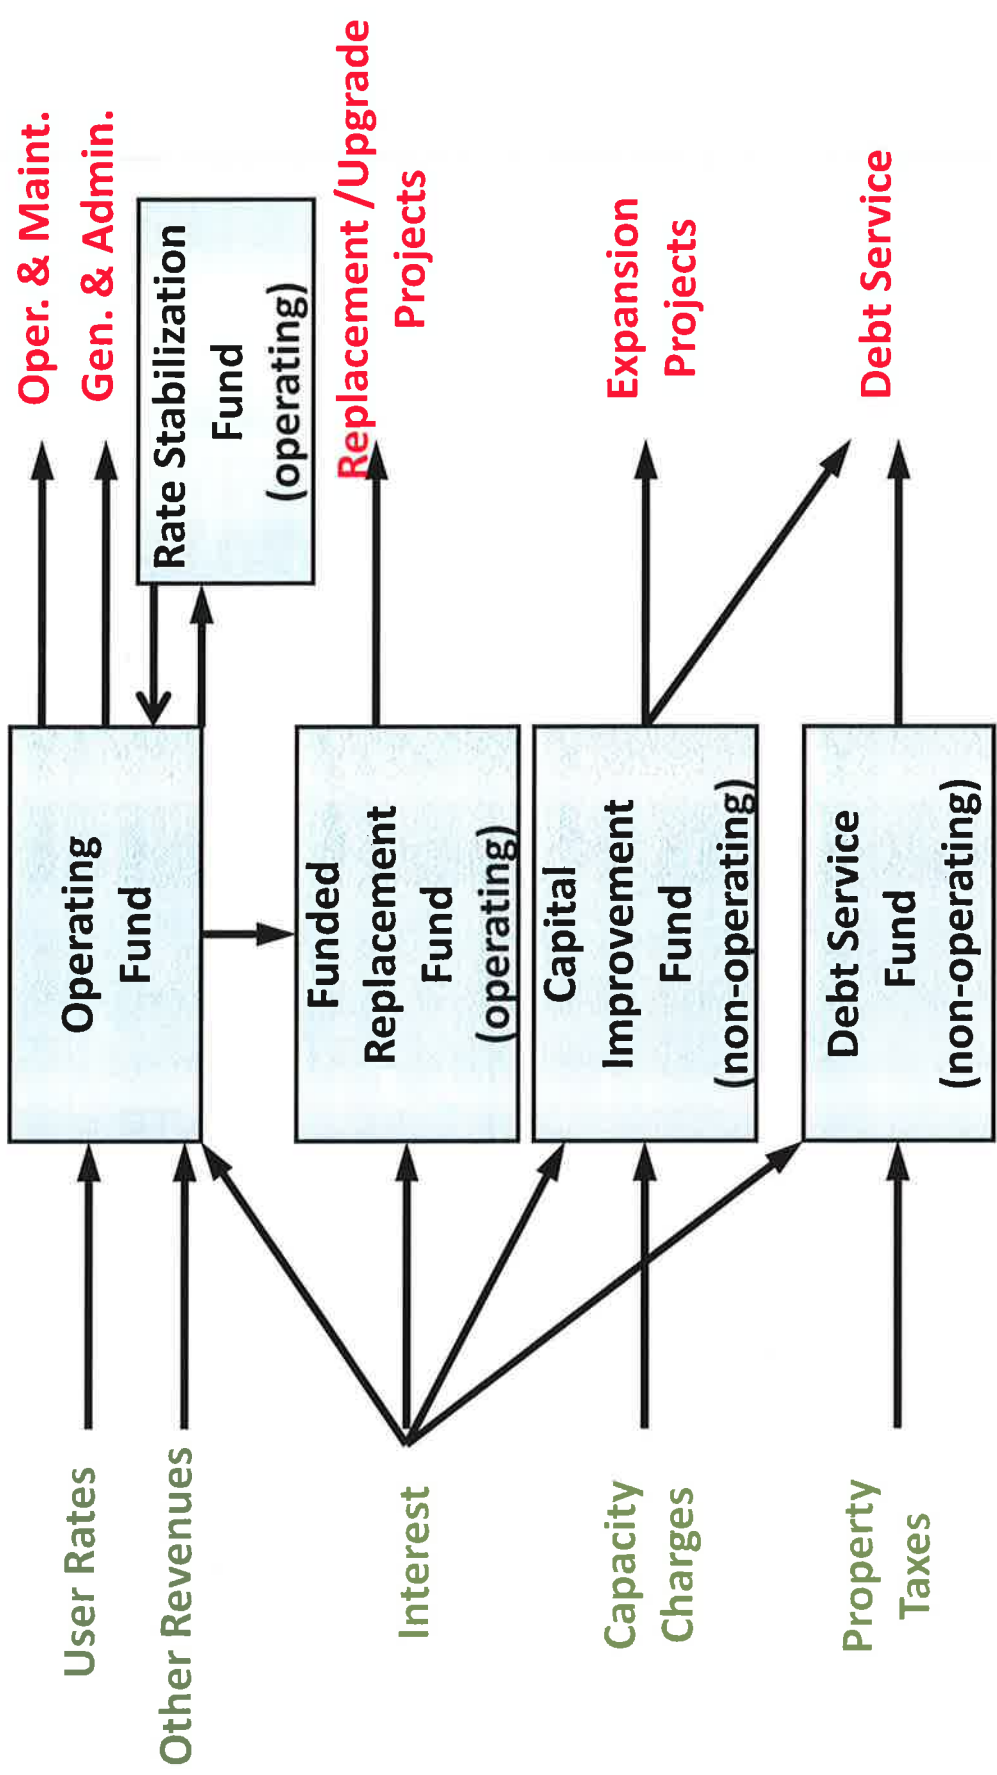 User Rates
Other Revenues
Interest
Capacity
Charges
Property
Taxes
Operating
Fund
Funded
Replacement
Fund
(operating)
Capital
Improvement
Fund
(non-operating)
Debt Service
Fund
(non-operating)
Oper. & Maint.
Gen. & Admin.
Rate Stabilization
Fund
(operating)
Replacement /Upgrade
Projects
Expansion
Projects
Debt Service